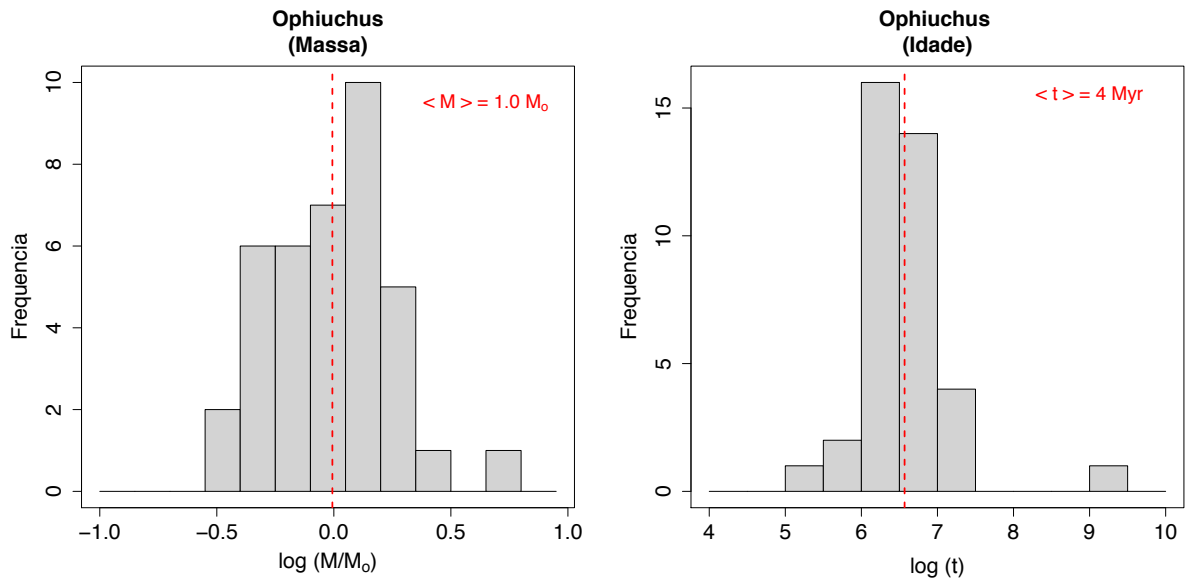 Ophiuchus
(Massa)
< M > = 1.0 Mo
Frequencia
0
2
4
6
8
10
−1.0
−0.5
0.0
0.5
1.0
log (M/Mo)
Ophiuchus
(Idade)
< t > = 4 Myr
Frequencia
0
5
10
15
4
5
6
7
8
9
10
log (t)